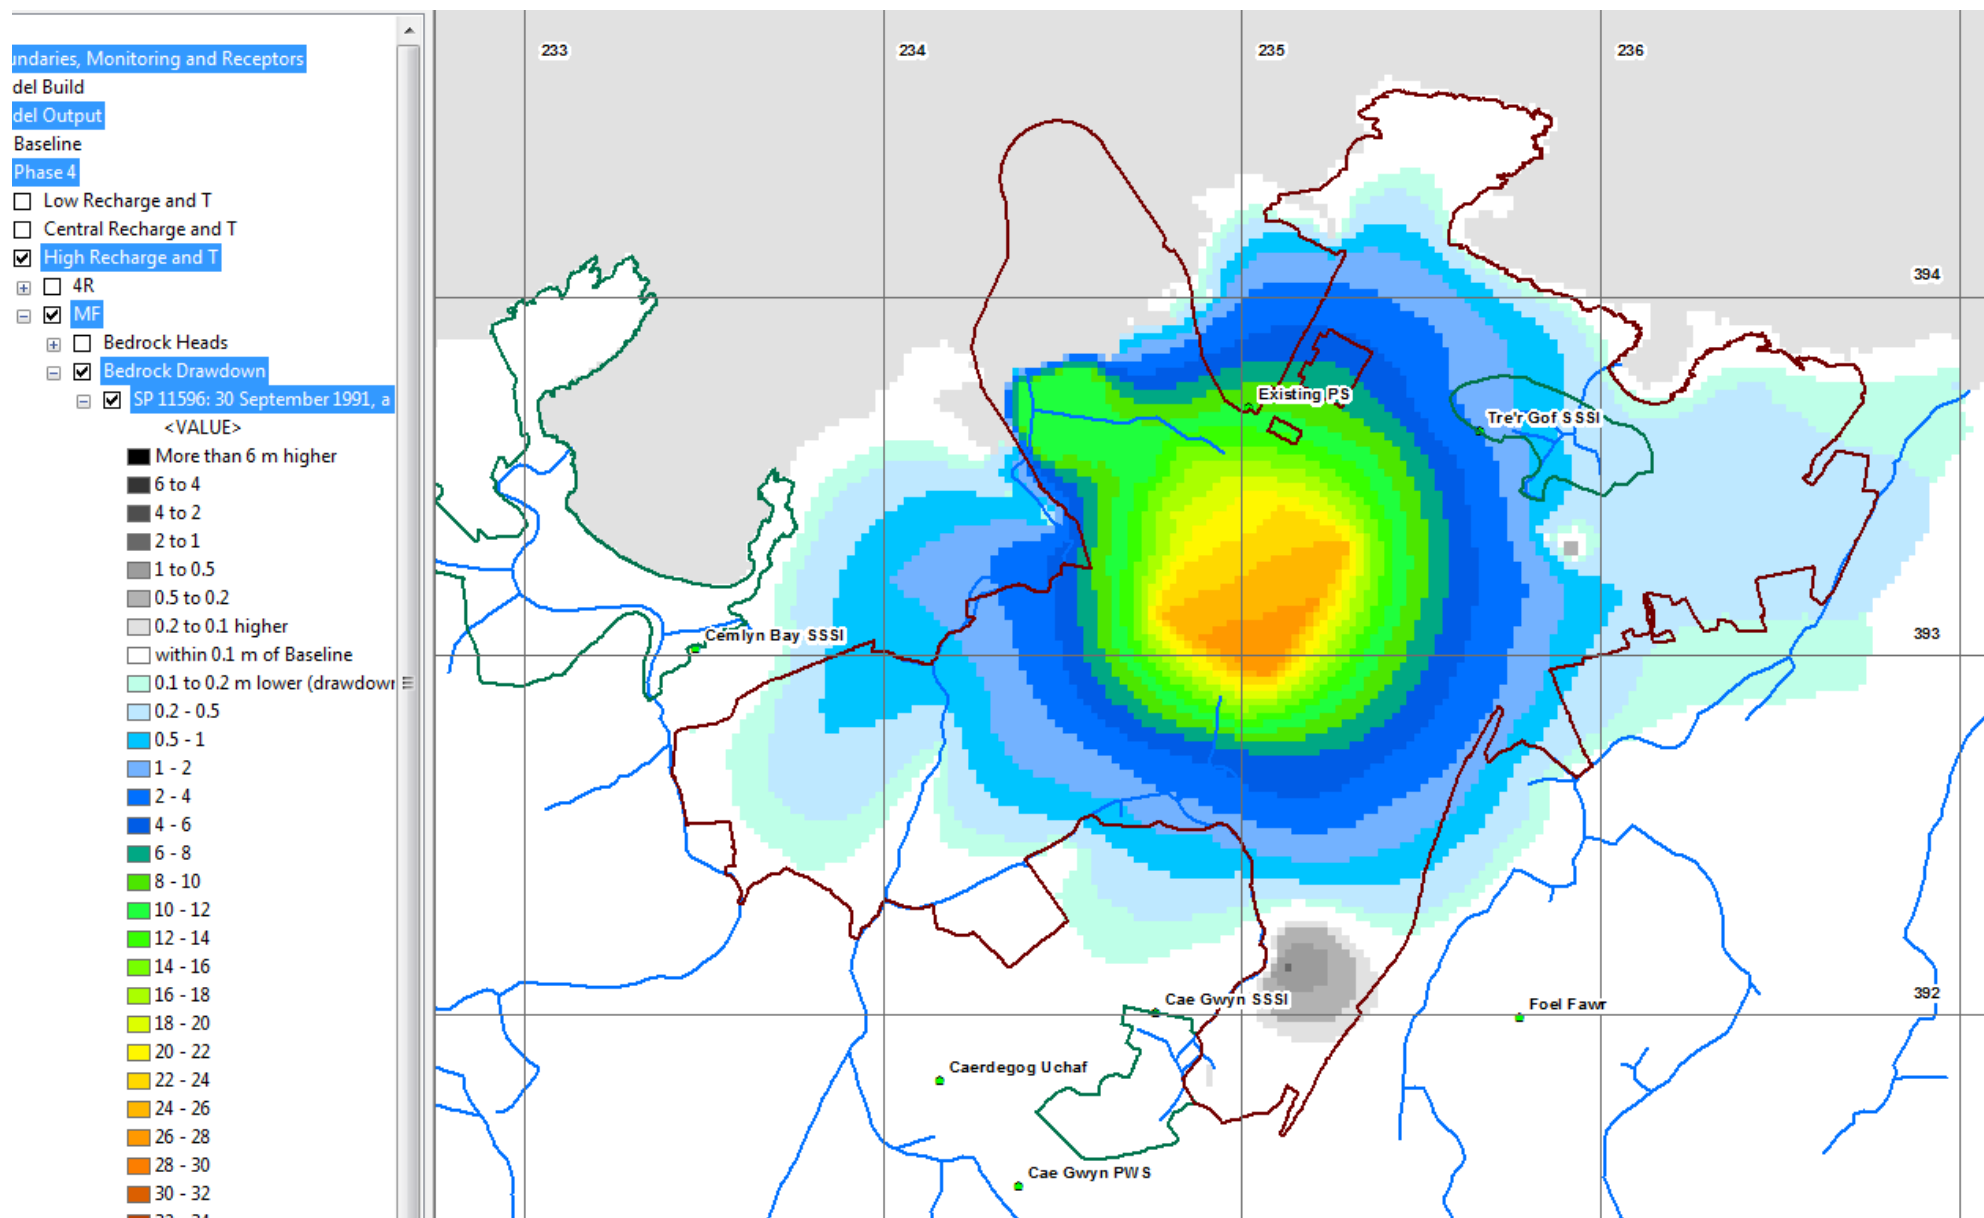 undaries, Monitoring and Receptors
del Build
del Output
Baseline
Phase 4
Low Recharge and T
Central Recharge and T
High Recharge and T
4R
MF
Bedrock Heads
Bedrock Drawdown
SP 11596: 30 September 1991, a
<VALUE>
More than 6 m higher
6 to 4
4 to 2
2 to 1
1 to 0.5
0.5 to 0.2
0.2 to 0.1 higher
within 0.1 m of Baseline
0.1 to 0.2 m lower (drawdown
0.2 - 0.5
0.5 - 1
1 - 2
2 - 4
4 - 6
6 - 8
8 - 10
10 - 12
12 - 14
14 - 16
16 - 18
18 - 20
20 - 22
22 - 24
24 - 26
26 - 28
28 - 30
30 - 32
233
234
235
236
394
Existing PS
Tre'r Gof SSSI
Cemlyn Bay SSSI
393
Cae Gwyn SSSI
392
Foel Fawr
Caerdegog Uchaf
Cae Gwyn PWS